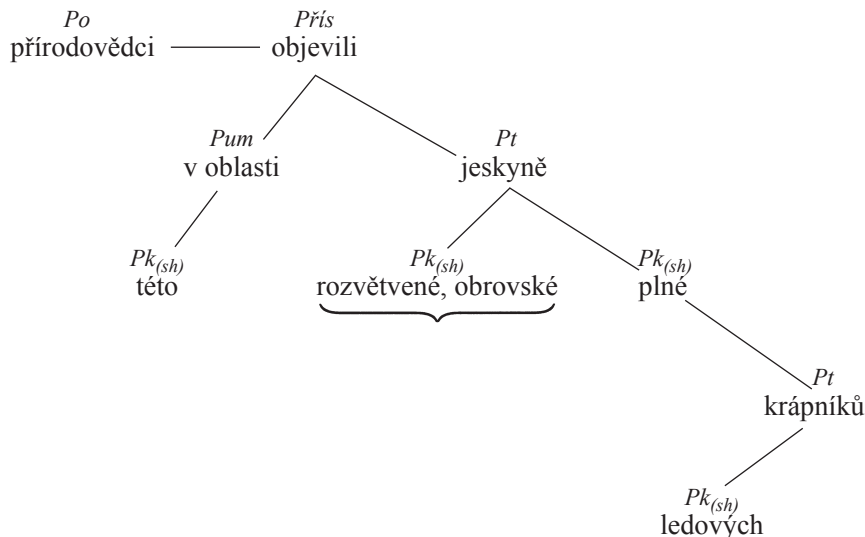 Po Přís
přírodovědci objevili
Pum Pt
v oblasti jeskyně
Pk(sh) Pk(sh) Pk(sh)
této rozvětvené, obrovské plné
Pt
krápníků
Pk(sh)
ledových